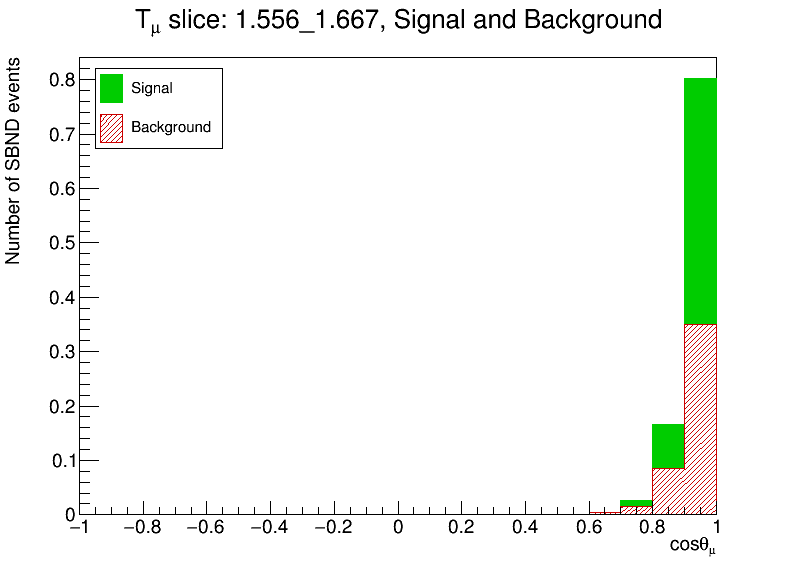 Tμ slice: 1.556_1.667, Signal and Background
Number of SBND events
Signal
Background
0.8
0.7
0.6
0.5
0.4
0.3
0.2
0.1
0
−1 −0.8 −0.6 −0.4 −0.2 0 0.2 0.4 0.6 0.8 1
cosθμ